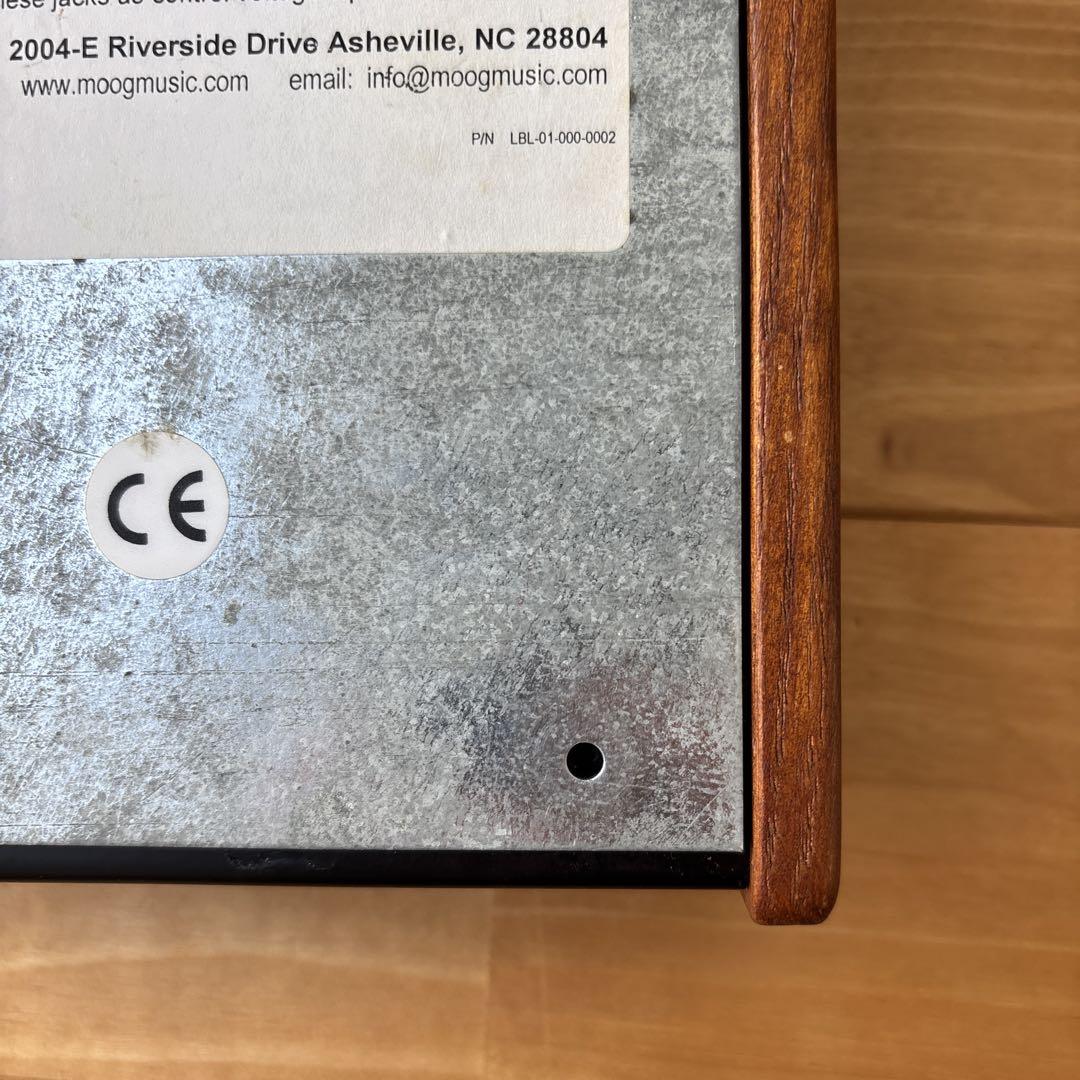 2004-E Riverside Drive Asheville, NC 28804
www.moogmusic.com email: info@moogmusic.com
P/N LBL-01-000-0002
CE